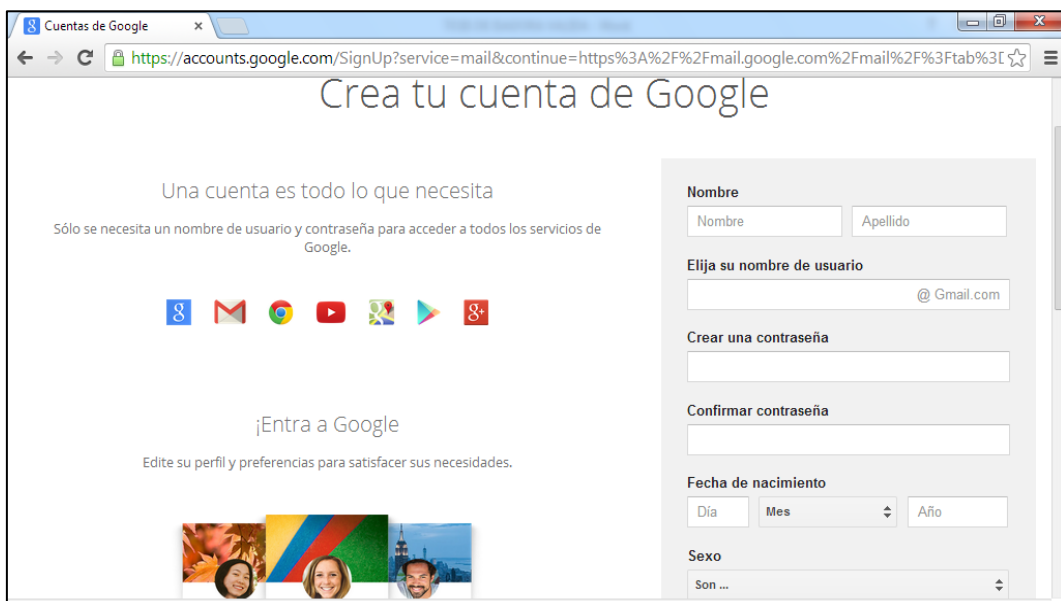 Cuentas de Google
https://accounts.google.com/SignUp?service=mail&continue=https%3A%2F%2Fmail.google.com%2Fmail%2F%3Ftab%3D
Crea tu cuenta de Google
Una cuenta es todo lo que necesita
Sólo se necesita un nombre de usuario y contraseña para acceder a todos los servicios de
Google.
8 8+
¡Entra a Google
Edite su perfil y preferencias para satisfacer sus necesidades.
Nombre
Nombre Apellido
Elija su nombre de usuario
@ Gmail.com
Crear una contraseña
Confirmar contraseña
Fecha de nacimiento
Día Mes Año
Sexo
Son ...